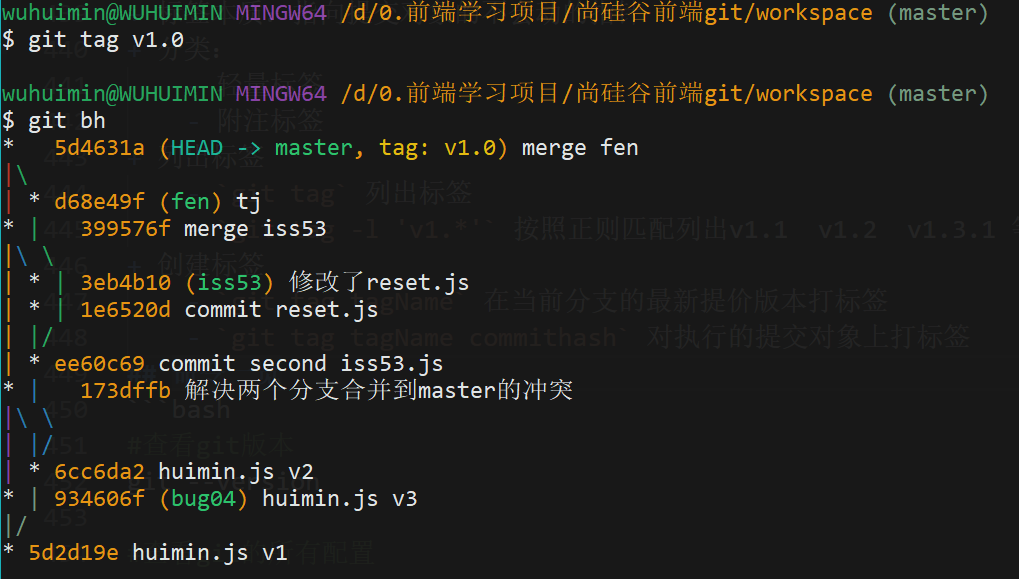 wuhuimin@WUHUIMIN MINGW64 /d/0.前端学习项目/尚硅谷前端git/workspace (master)
$ git tag v1.0
wuhuimin@WUHUIMIN MINGW64 /d/0.前端学习项目/尚硅谷前端git/workspace (master)
$ git bh
*   5d4631a (HEAD -> master, tag: v1.0) merge fen
|\
| * d68e49f (fen) tj
* |   399576f merge iss53
|\ \
| * | 3eb4b10 (iss53) 修改了reset.js
| * | 1e6520d commit reset.js
| |/
| * ee60c69 commit second iss53.js
* |   173dffb 解决两个分支合并到master的冲突
|\ \
| |/
| * 6cc6da2 huimin.js v2
* | 934606f (bug04) huimin.js v3
|/
* 5d2d19e huimin.js v1